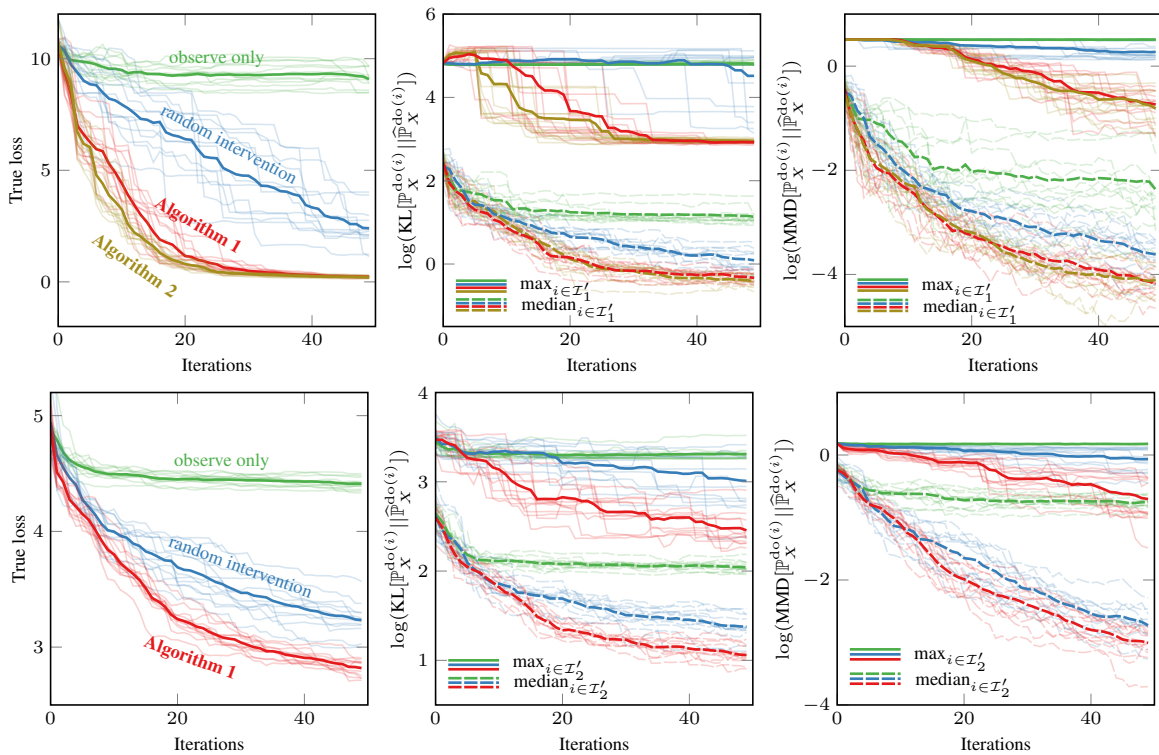 True loss
10
5
0
0
20
40
Iterations
observe only
random intervention
Algorithm 1
Algorithm 2
log(KL[ℙ_X^{do(i)} || ℙ̂_X^{do(i)}])
6
4
2
0
0
20
40
Iterations
max_{i∈ℐ′_1}
median_{i∈ℐ′_1}
log(MMD[ℙ_X^{do(i)} || ℙ̂_X^{do(i)}])
0
−2
−4
0
20
40
Iterations
max_{i∈ℐ′_1}
median_{i∈ℐ′_1}
True loss
5
4
3
0
20
40
Iterations
observe only
random intervention
Algorithm 1
log(KL[ℙ_X^{do(i)} || ℙ̂_X^{do(i)}])
4
3
2
1
0
20
40
Iterations
max_{i∈ℐ′_2}
median_{i∈ℐ′_2}
log(MMD[ℙ_X^{do(i)} || ℙ̂_X^{do(i)}])
0
−2
−4
0
20
40
Iterations
max_{i∈ℐ′_2}
median_{i∈ℐ′_2}